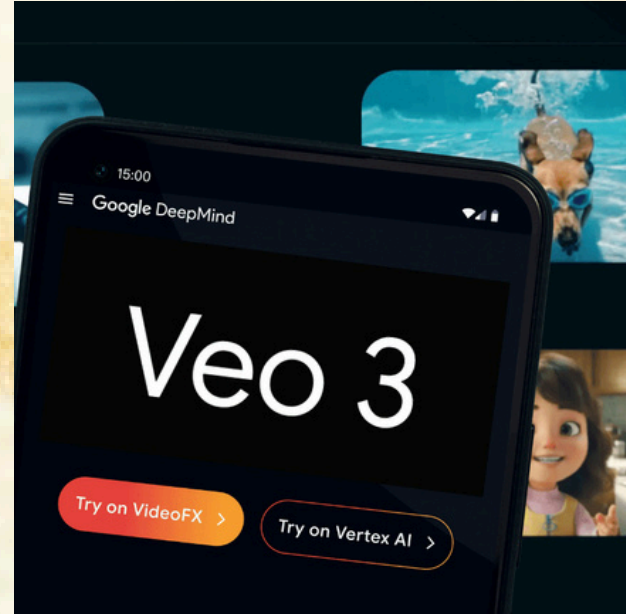 15:00
Google DeepMind
Veo 3
Try on VideoFX >
Try on Vertex AI >